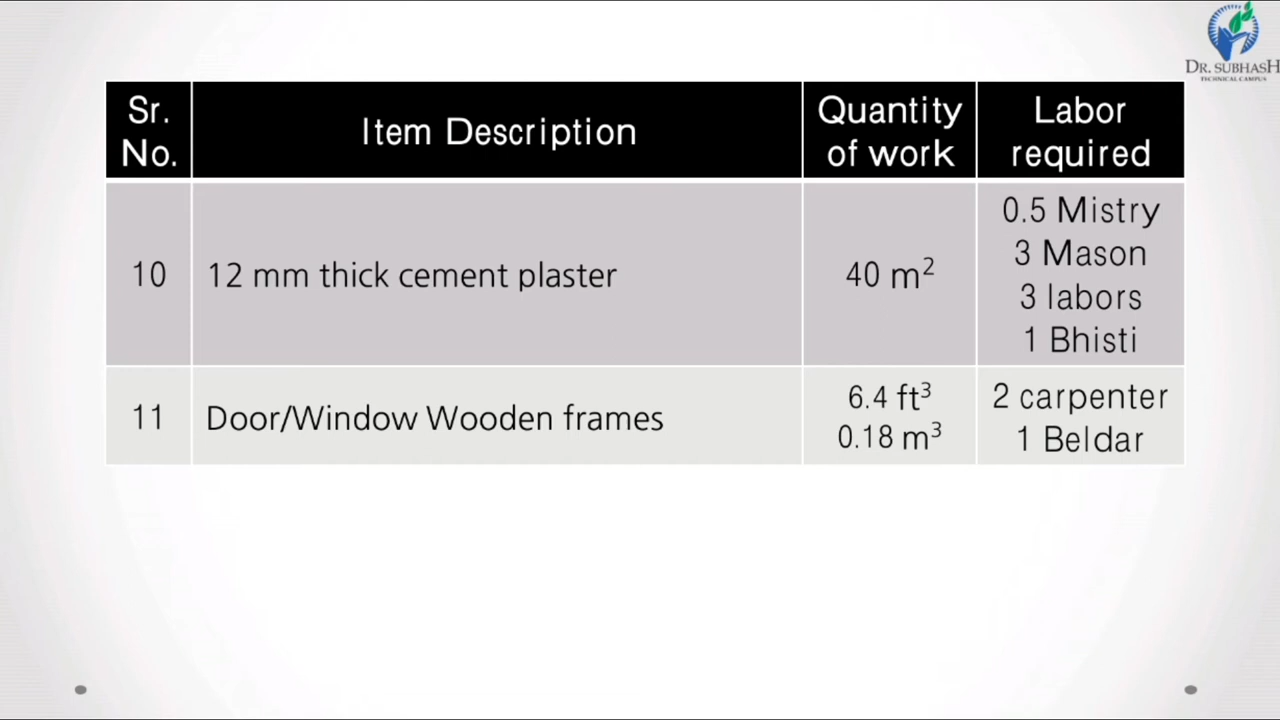 DR. SUBHASH
TECHNICAL CAMPUS
Sr. No.
Item Description
Quantity of work
Labor required
10
12 mm thick cement plaster
40 m²
0.5 Mistry
3 Mason
3 labors
1 Bhisti
11
Door/Window Wooden frames
6.4 ft³
0.18 m³
2 carpenter
1 Beldar